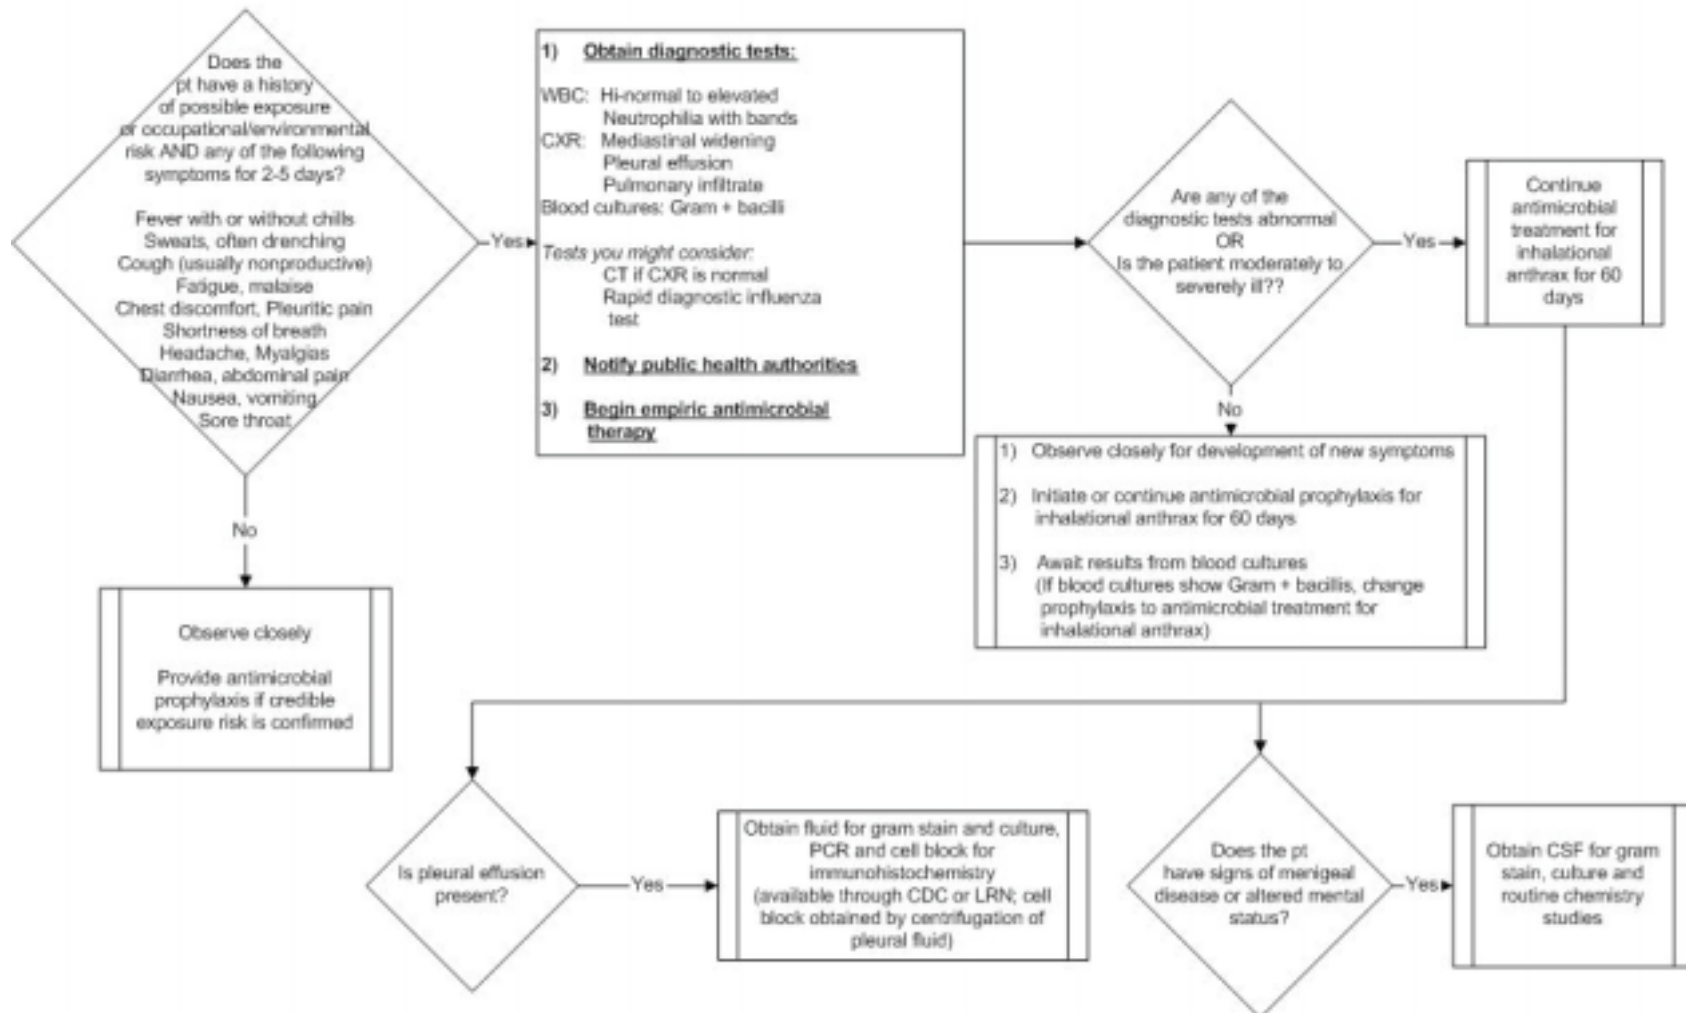 Does the
pt have a history
of possible exposure
or occupational/environmental
risk AND any of the following
symptoms for 2-5 days?
Fever with or without chills
Sweats, often drenching
Cough (usually nonproductive)
Fatigue, malaise
Chest discomfort, Pleuritic pain
Shortness of breath
Headache, Myalgias
Diarrhea, abdominal pain
Nausea, vomiting
Sore throat
Yes
No
Observe closely
Provide antimicrobial
prophylaxis if credible
exposure risk is confirmed
1) Obtain diagnostic tests:
WBC: Hi-normal to elevated
Neutrophilia with bands
CXR: Mediastinal widening
Pleural effusion
Pulmonary infiltrate
Blood cultures: Gram + bacilli
Tests you might consider:
CT if CXR is normal
Rapid diagnostic influenza
test
2) Notify public health authorities
3) Begin empiric antimicrobial
therapy
Are any of the
diagnostic tests abnormal
OR
Is the patient moderately to
severely ill??
Yes
Continue
antimicrobial
treatment for
inhalational
anthrax for 60
days
No
1) Observe closely for development of new symptoms
2) Initiate or continue antimicrobial prophylaxis for
inhalational anthrax for 60 days
3) Await results from blood cultures
(If blood cultures show Gram + bacillis, change
prophylaxis to antimicrobial treatment for
inhalational anthrax)
Is pleural effusion
present?
Yes
Obtain fluid for gram stain and culture,
PCR and cell block for
immunohistochemistry
(available through CDC or LRN; cell
block obtained by centrifugation of
pleural fluid)
Does the pt
have signs of menigeal
disease or altered mental
status?
Yes
Obtain CSF for gram
stain, culture and
routine chemistry
studies